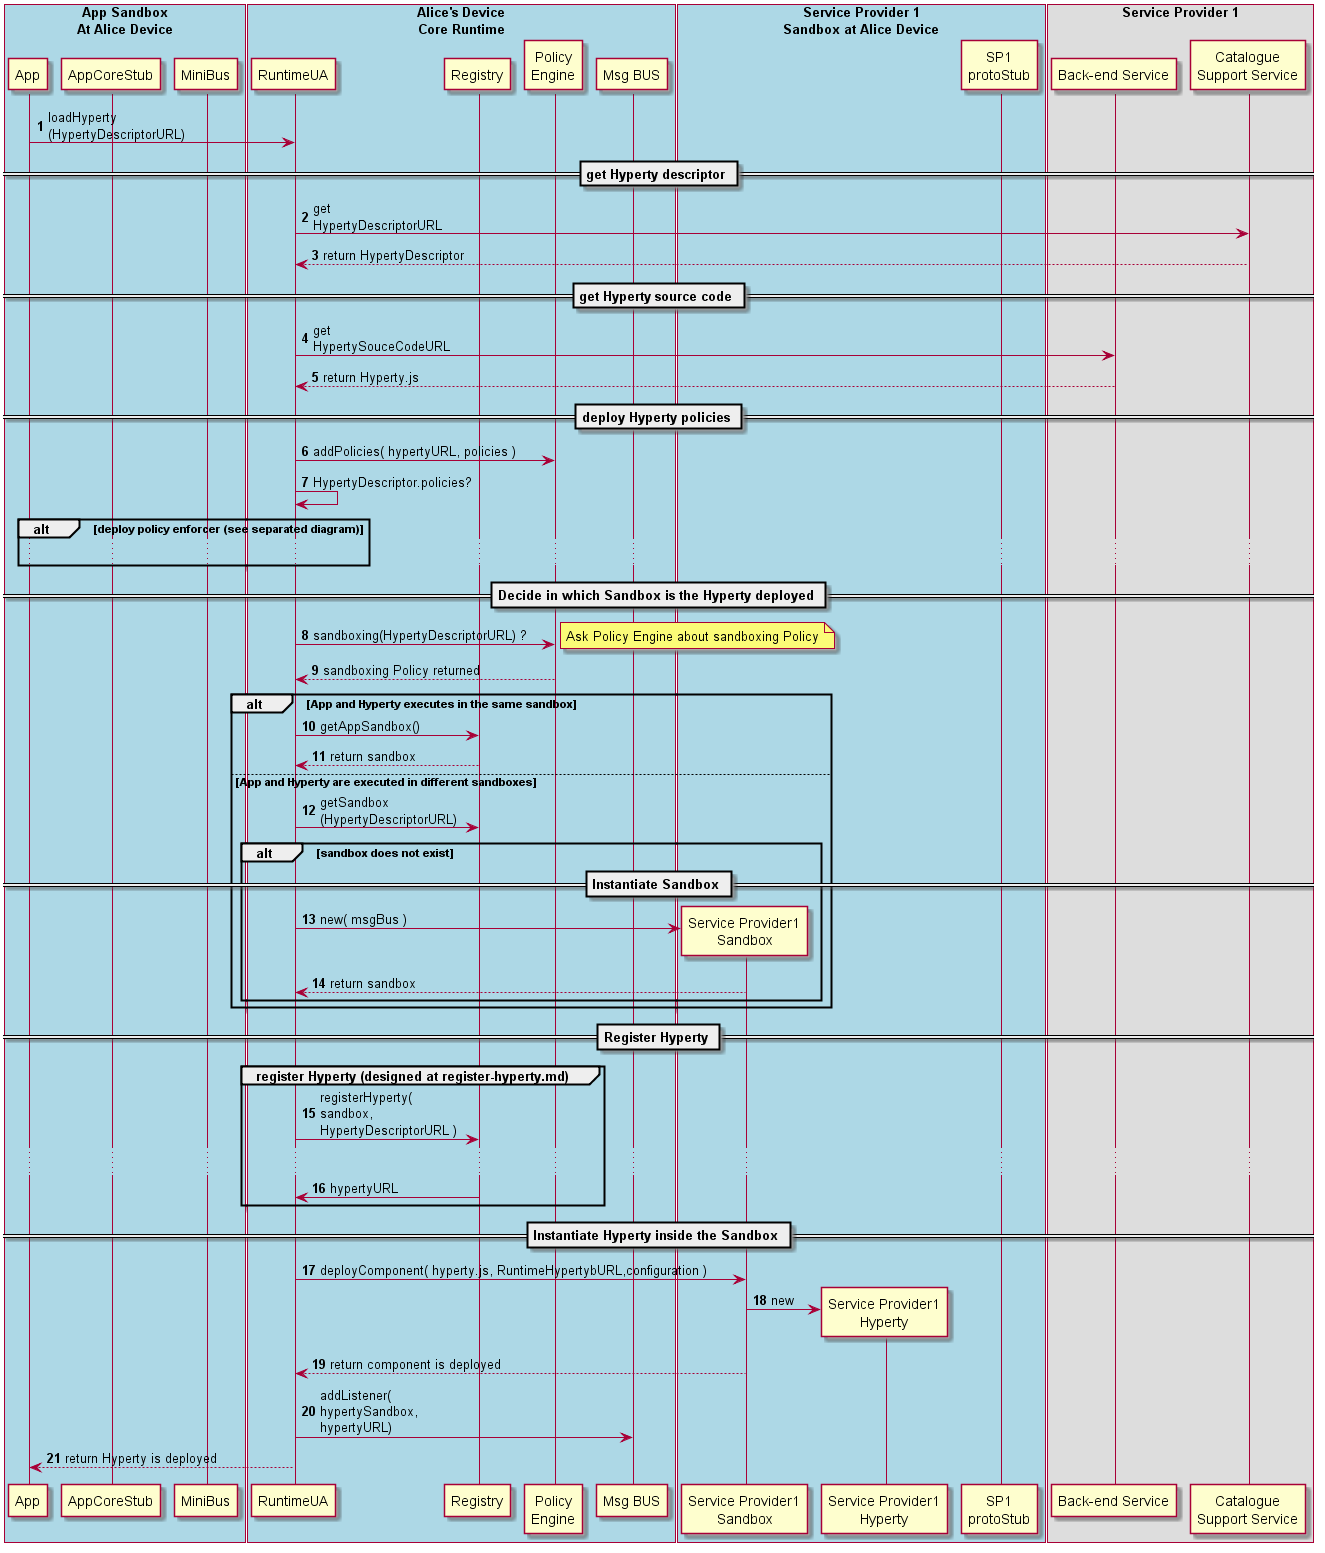 App Sandbox
At Alice Device
Alice's Device
Core Runtime
Service Provider 1
Sandbox at Alice Device
Service Provider 1
App
AppCoreStub
MiniBus
RuntimeUA
Registry
Policy
Engine
Msg BUS
SP1
protoStub
Back-end Service
Catalogue
Support Service
1 loadHyperty
(HypertyDescriptorURL)
get Hyperty descriptor
2 get
HypertyDescriptorURL
3 return HypertyDescriptor
get Hyperty source code
4 get
HypertySouceCodeURL
5 return Hyperty.js
deploy Hyperty policies
6 addPolicies( hypertyURL, policies )
7 HypertyDescriptor.policies?
alt [deploy policy enforcer (see separated diagram)]
Decide in which Sandbox is the Hyperty deployed
8 sandboxing(HypertyDescriptorURL) ?
Ask Policy Engine about sandboxing Policy
9 sandboxing Policy returned
alt [App and Hyperty executes in the same sandbox]
10 getAppSandbox()
11 return sandbox
[App and Hyperty are executed in different sandboxes]
12 getSandbox
(HypertyDescriptorURL)
alt [sandbox does not exist]
Instantiate Sandbox
13 new( msgBus )
Service Provider1
Sandbox
14 return sandbox
Register Hyperty
register Hyperty (designed at register-hyperty.md)
15 registerHyperty(
sandbox,
HypertyDescriptorURL )
16 hypertyURL
Instantiate Hyperty inside the Sandbox
17 deployComponent( hyperty.js, RuntimeHypertybURL,configuration )
18 new
Service Provider1
Hyperty
19 return component is deployed
20 addListener(
hypertySandbox,
hypertyURL)
21 return Hyperty is deployed
App
AppCoreStub
MiniBus
RuntimeUA
Registry
Policy
Engine
Msg BUS
Service Provider1
Sandbox
Service Provider1
Hyperty
SP1
protoStub
Back-end Service
Catalogue
Support Service